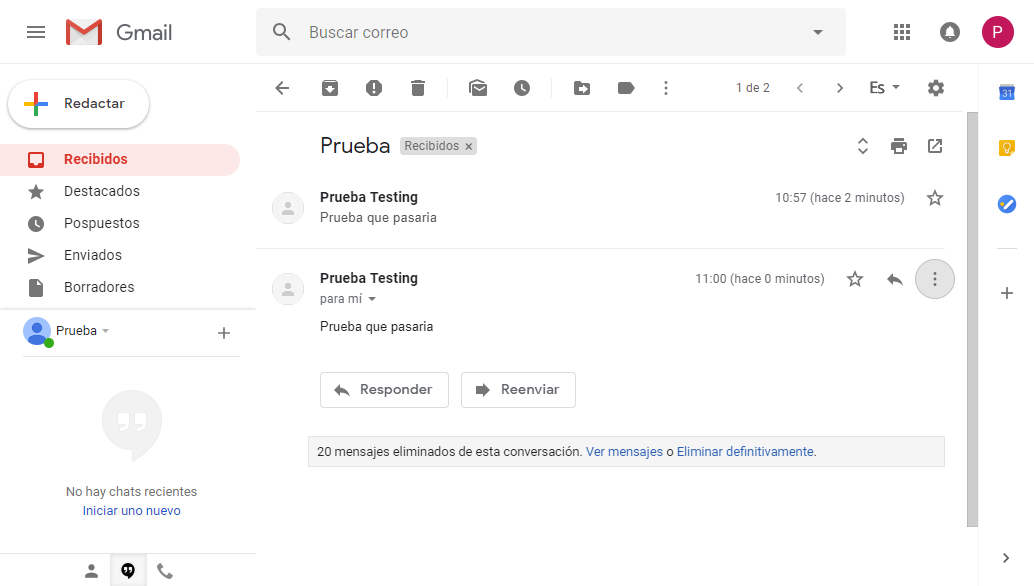 Gmail
Buscar correo
P
Redactar
1 de 2
Es
31
Recibidos
Destacados
Pospuestos
Enviados
Borradores
Prueba
No hay chats recientes
Iniciar uno nuevo
Prueba Recibidos ×
Prueba Testing 10:57 (hace 2 minutos)
Prueba que pasaria
Prueba Testing 11:00 (hace 0 minutos)
para mí
Prueba que pasaria
Responder Reenviar
20 mensajes eliminados de esta conversación. Ver mensajes o Eliminar definitivamente.